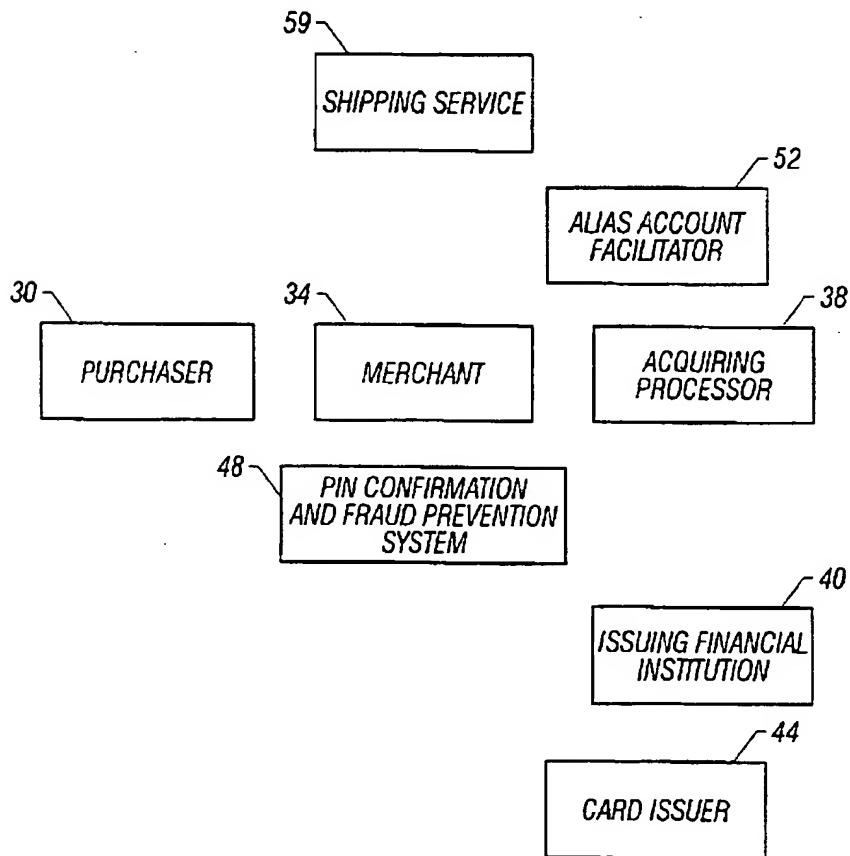 59
SHIPPING SERVICE
52
ALIAS ACCOUNT
FACILITATOR
30
PURCHASER
34
MERCHANT
38
ACQUIRING
PROCESSOR
48
PIN CONFIRMATION
AND FRAUD PREVENTION
SYSTEM
40
ISSUING FINANCIAL
INSTITUTION
44
CARD ISSUER